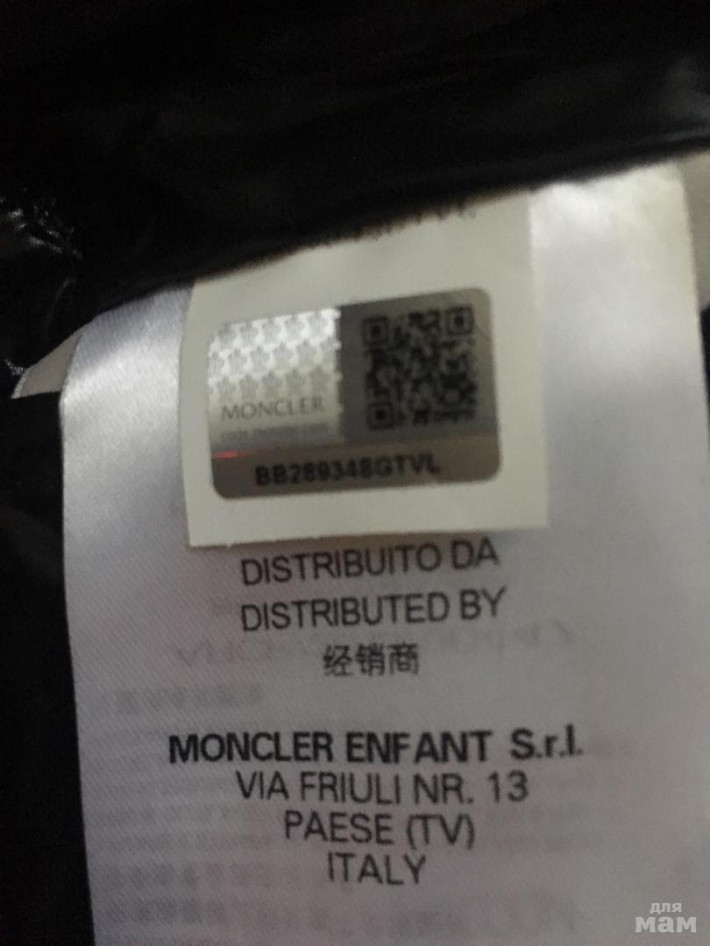 MONCLER
BB289348GTVL
DISTRIBUITO DA
DISTRIBUTED BY
经销商
MONCLER ENFANT S.r.l.
VIA FRIULI NR. 13
PAESE (TV)
ITALY
для
мам